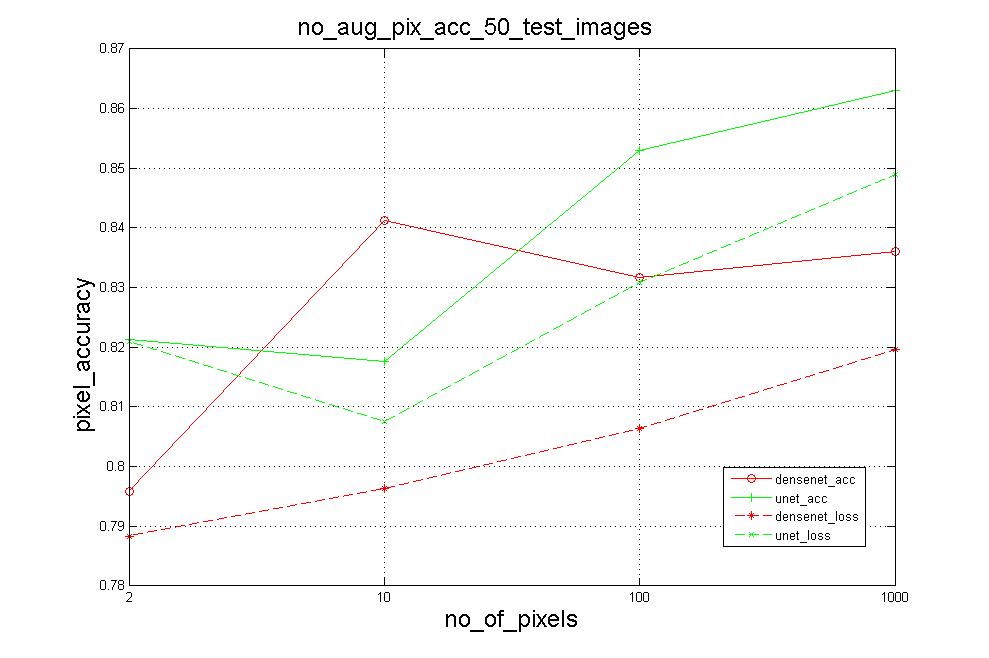 no_aug_pix_acc_50_test_images
0.87
0.86
0.85
0.84
0.83
0.82
0.81
0.8
0.79
0.78
pixel_accuracy
2
10
100
1000
no_of_pixels
densenet_acc
unet_acc
densenet_loss
unet_loss